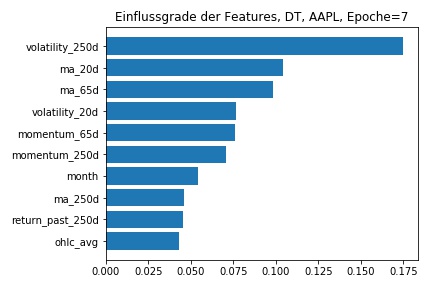 Einflussgrade der Features, DT, AAPL, Epoche=7
volatility_250d
ma_20d
ma_65d
volatility_20d
momentum_65d
momentum_250d
month
ma_250d
return_past_250d
ohlc_avg
0.000 0.025 0.050 0.075 0.100 0.125 0.150 0.175